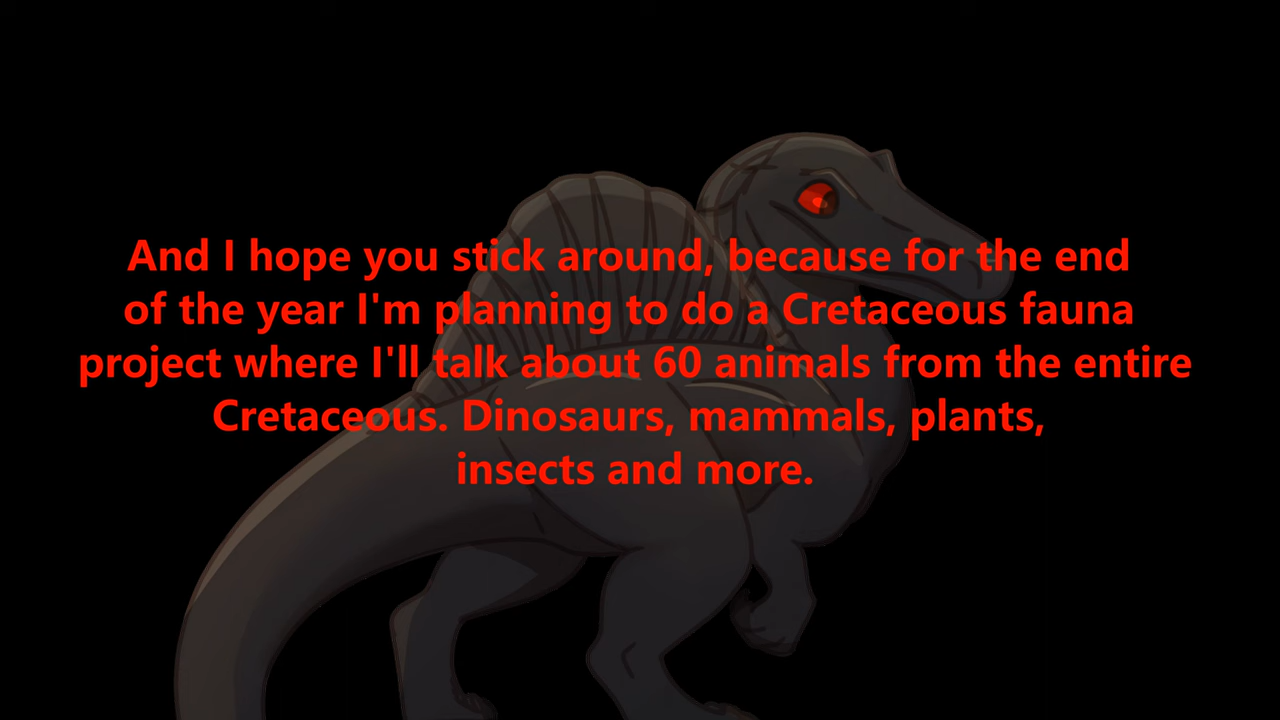 And I hope you stick around, because for the end
of the year I'm planning to do a Cretaceous fauna
project where I'll talk about 60 animals from the entire
Cretaceous. Dinosaurs, mammals, plants,
insects and more.